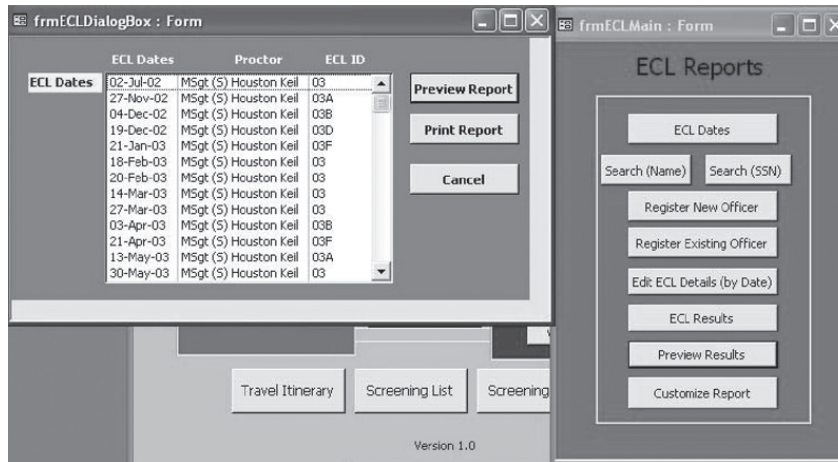 frmECLDialogBox : Form
ECL Dates Proctor ECL ID
ECL Dates
02-Jul-02 MSgt (S) Houston Keil 03
27-Nov-02 MSgt (S) Houston Keil 03A
04-Dec-02 MSgt (S) Houston Keil 03B
19-Dec-02 MSgt (S) Houston Keil 03D
21-Jan-03 MSgt (S) Houston Keil 03F
18-Feb-03 MSgt (S) Houston Keil 03
20-Feb-03 MSgt (S) Houston Keil 03
14-Mar-03 MSgt (S) Houston Keil 03
27-Mar-03 MSgt (S) Houston Keil 03
03-Apr-03 MSgt (S) Houston Keil 03B
21-Apr-03 MSgt (S) Houston Keil 03F
13-May-03 MSgt (S) Houston Keil 03A
30-May-03 MSgt (S) Houston Keil 03
Preview Report
Print Report
Cancel
Travel Itinerary
Screening List
Screening
Version 1.0
frmECLMain : Form
ECL Reports
ECL Dates
Search (Name)
Search (SSN)
Register New Officer
Register Existing Officer
Edit ECL Details (by Date)
ECL Results
Preview Results
Customize Report